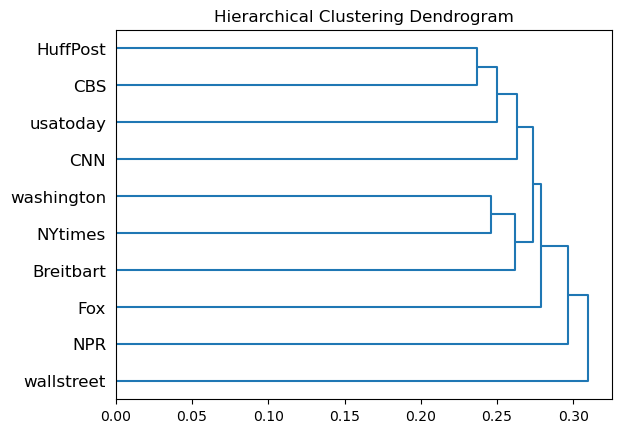 Hierarchical Clustering Dendrogram
HuffPost
CBS
usatoday
CNN
washington
NYtimes
Breitbart
Fox
NPR
wallstreet
0.00 0.05 0.10 0.15 0.20 0.25 0.30